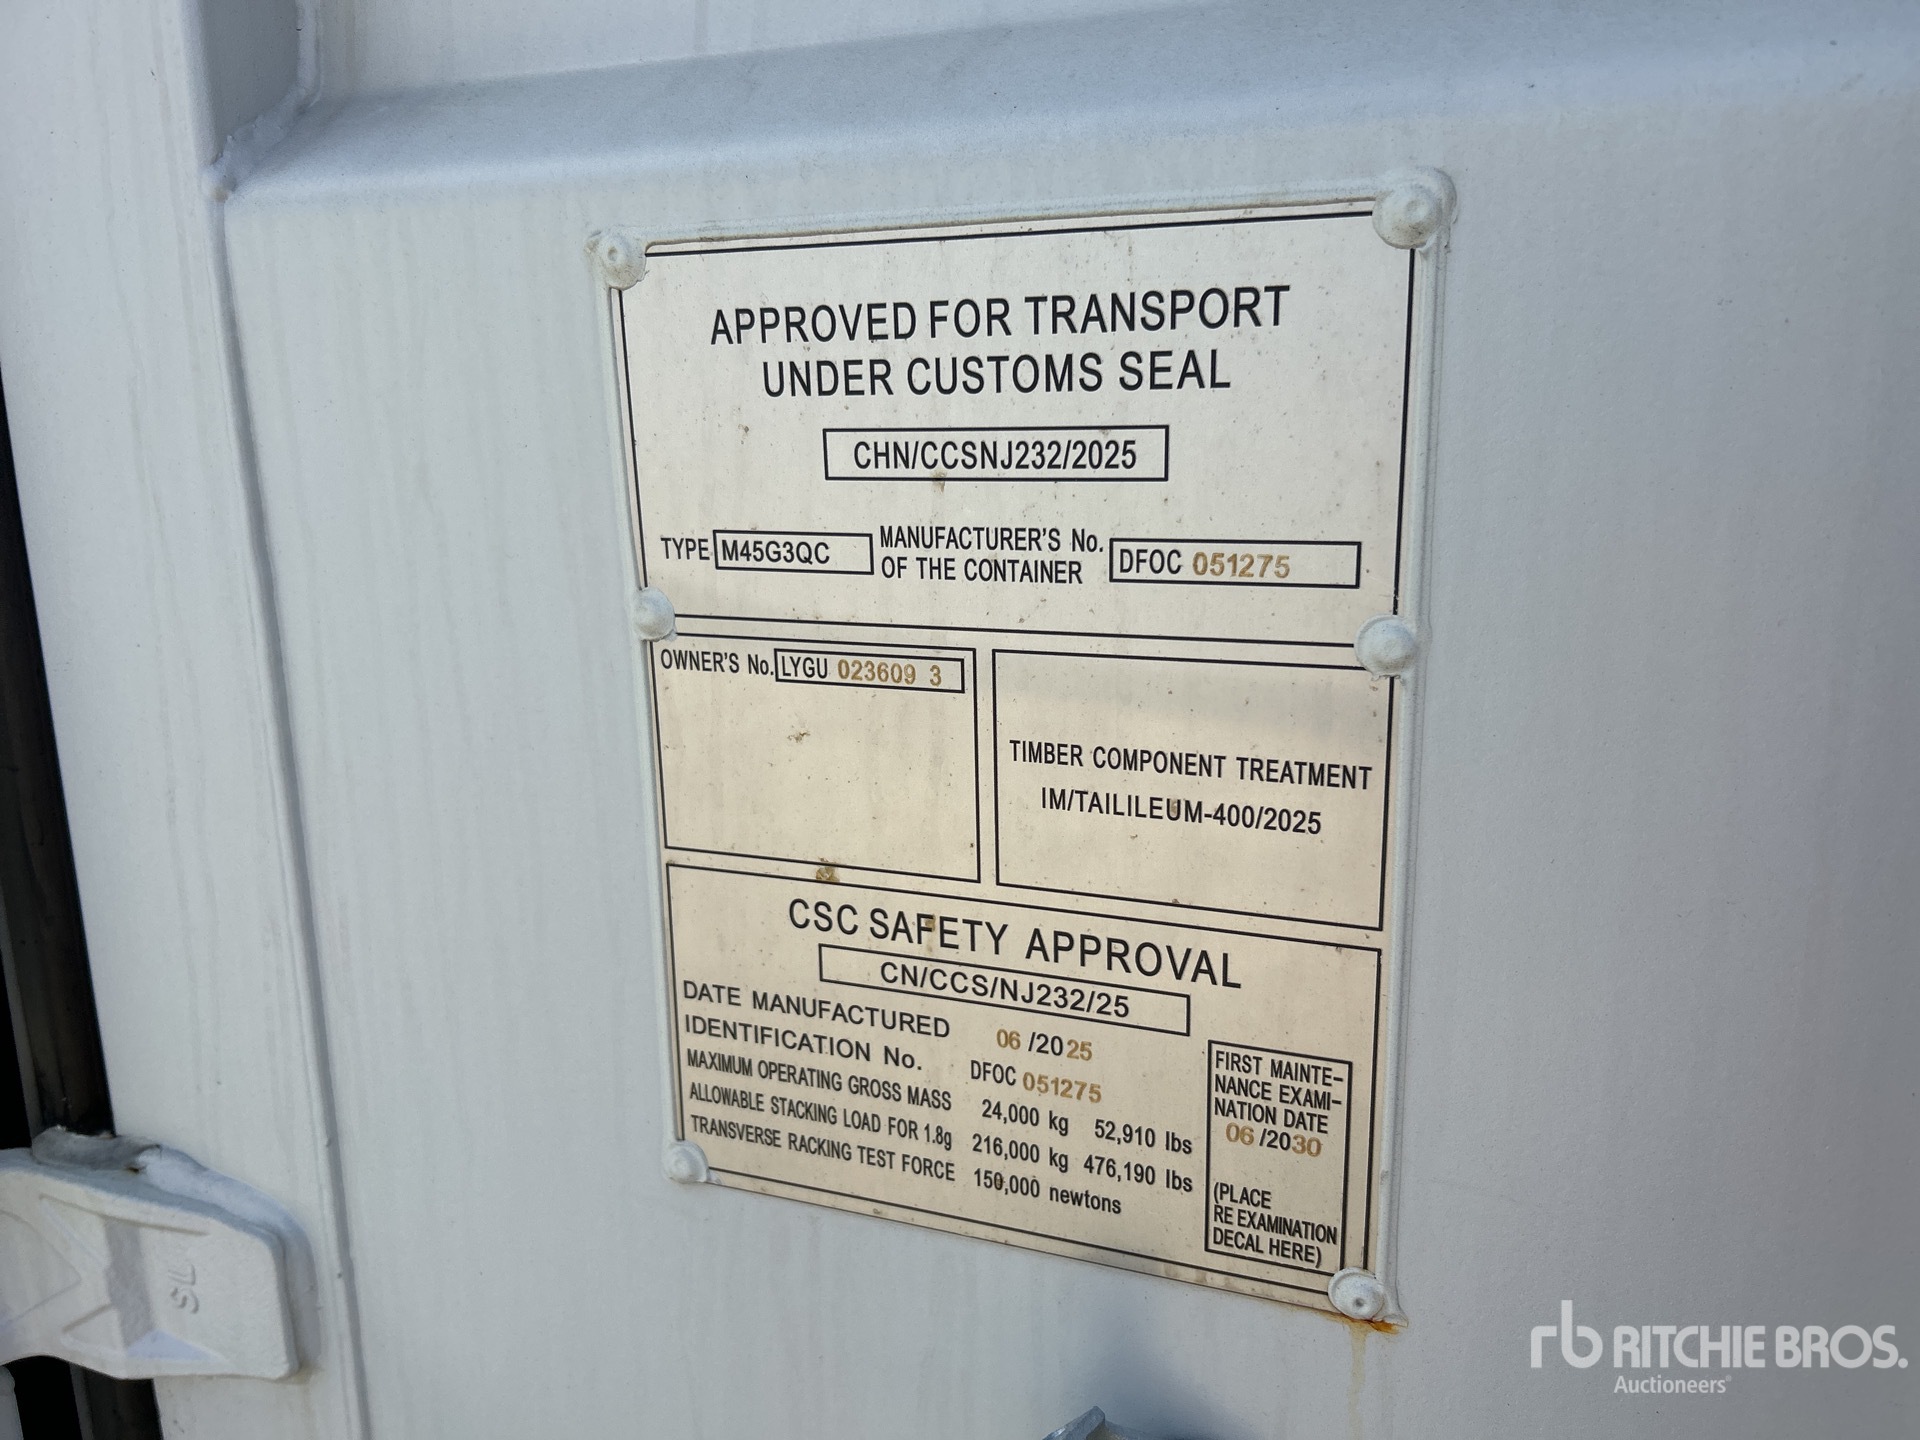 APPROVED FOR TRANSPORT
UNDER CUSTOMS SEAL
CHN/CCSNJ232/2025
TYPE M45G3QC MANUFACTURER'S No. OF THE CONTAINER DFOC 051275
OWNER'S No. LYGU 023609 3
TIMBER COMPONENT TREATMENT
IM/TAILILEUM-400/2025
CSC SAFETY APPROVAL
CN/CCS/NJ232/25
DATE MANUFACTURED 06 /2025
IDENTIFICATION No. DFOC 051275
MAXIMUM OPERATING GROSS MASS 24,000 kg 52,910 lbs
ALLOWABLE STACKING LOAD FOR 1.8g 216,000 kg 476,190 lbs
TRANSVERSE RACKING TEST FORCE 150,000 newtons
FIRST MAINTE-
NANCE EXAMI-
NATION DATE
06 /2030
(PLACE
RE EXAMINATION
DECAL HERE)
SL
rb RITCHIE BROS.
Auctioneers